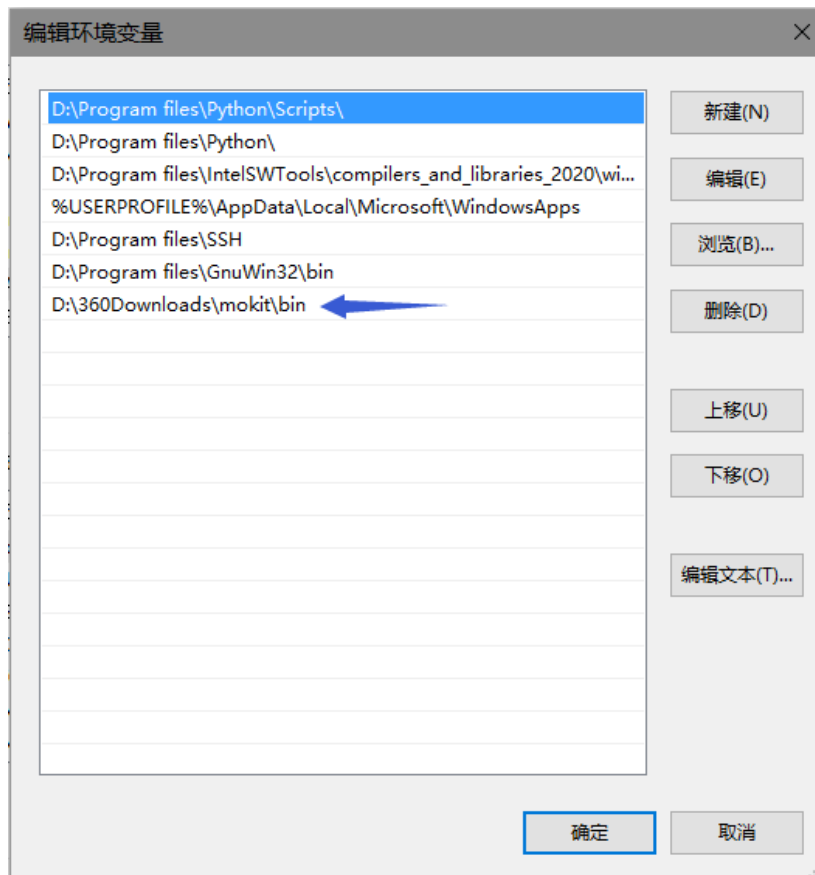 编辑环境变量
D:\Program files\Python\Scripts\
新建(N)
D:\Program files\Python\
D:\Program files\IntelSWTools\compilers_and_libraries_2020\wi...
编辑(E)
%USERPROFILE%\AppData\Local\Microsoft\WindowsApps
D:\Program files\SSH
浏览(B)...
D:\Program files\GnuWin32\bin
D:\360Downloads\mokit\bin
删除(D)
上移(U)
下移(O)
编辑文本(T)...
确定
取消